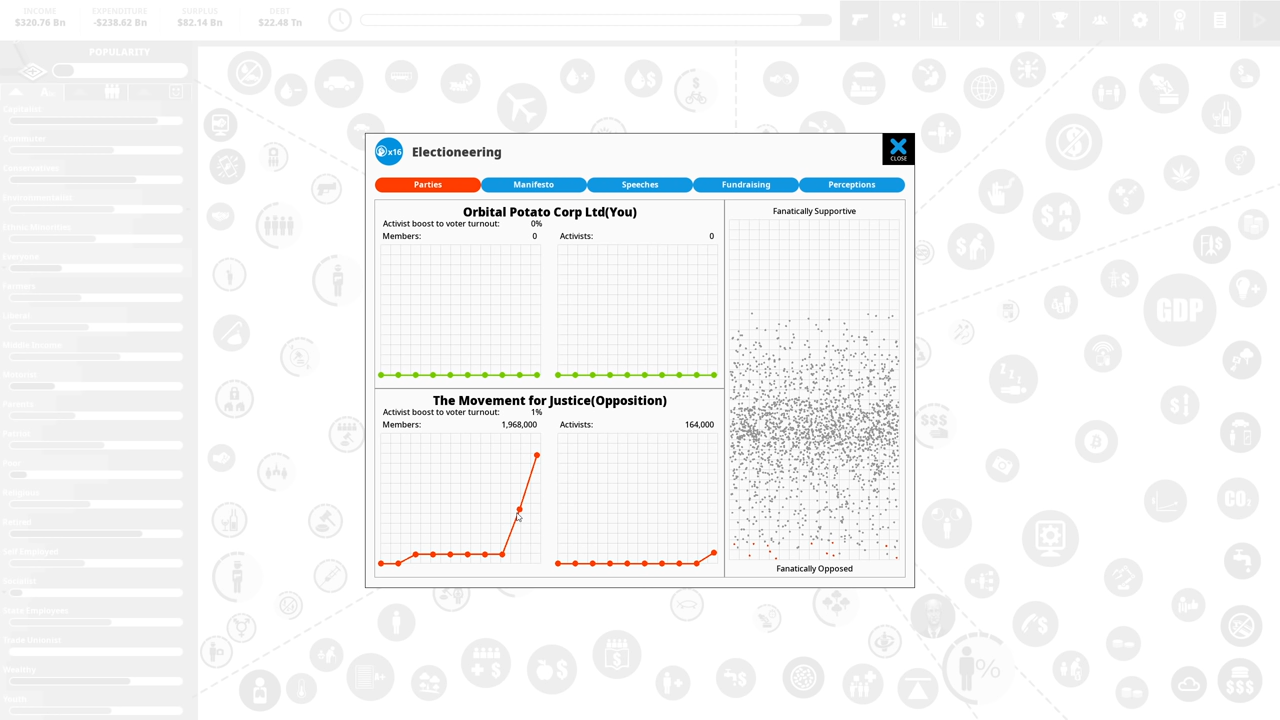 INCOME
EXPENDITURE
SURPLUS
DEBT
$320.76 Bn
-$238.62 Bn
$82.14 Bn
$22.48 Tn
POPULARITY
Capitalist
Commuter
Conservatives
Environmentalist
Ethnic Minorities
Everyone
Farmers
Liberal
Middle Income
Motorist
Parents
Patriot
Poor
Religious
Retired
Self Employed
Socialist
State Employees
Trade Unionist
Wealthy
Youth
x16
Electioneering
CLOSE
Parties
Manifesto
Speeches
Fundraising
Perceptions
Orbital Potato Corp Ltd(You)
Activist boost to voter turnout: 0%
Members: 0
Activists: 0
The Movement for Justice(Opposition)
Activist boost to voter turnout: 1%
Members: 1,968,000
Activists: 164,000
Fanatically Supportive
Fanatically Opposed
GDP
CO₂